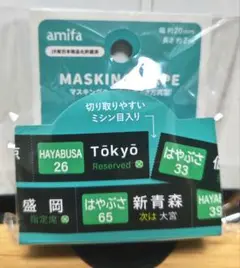 amifa
JR東日本商品化許諾済
幅 約20mm
長さ 約2m
MASKING TAPE
マスキングテープ
切り取りやすい
ミシン目入り
京 HAYABUSA 26 Tōkyō Reserved はやぶさ 33 仙
盛岡 指定席 はやぶさ 65 新青森 次は 大宮 HAYAB 39